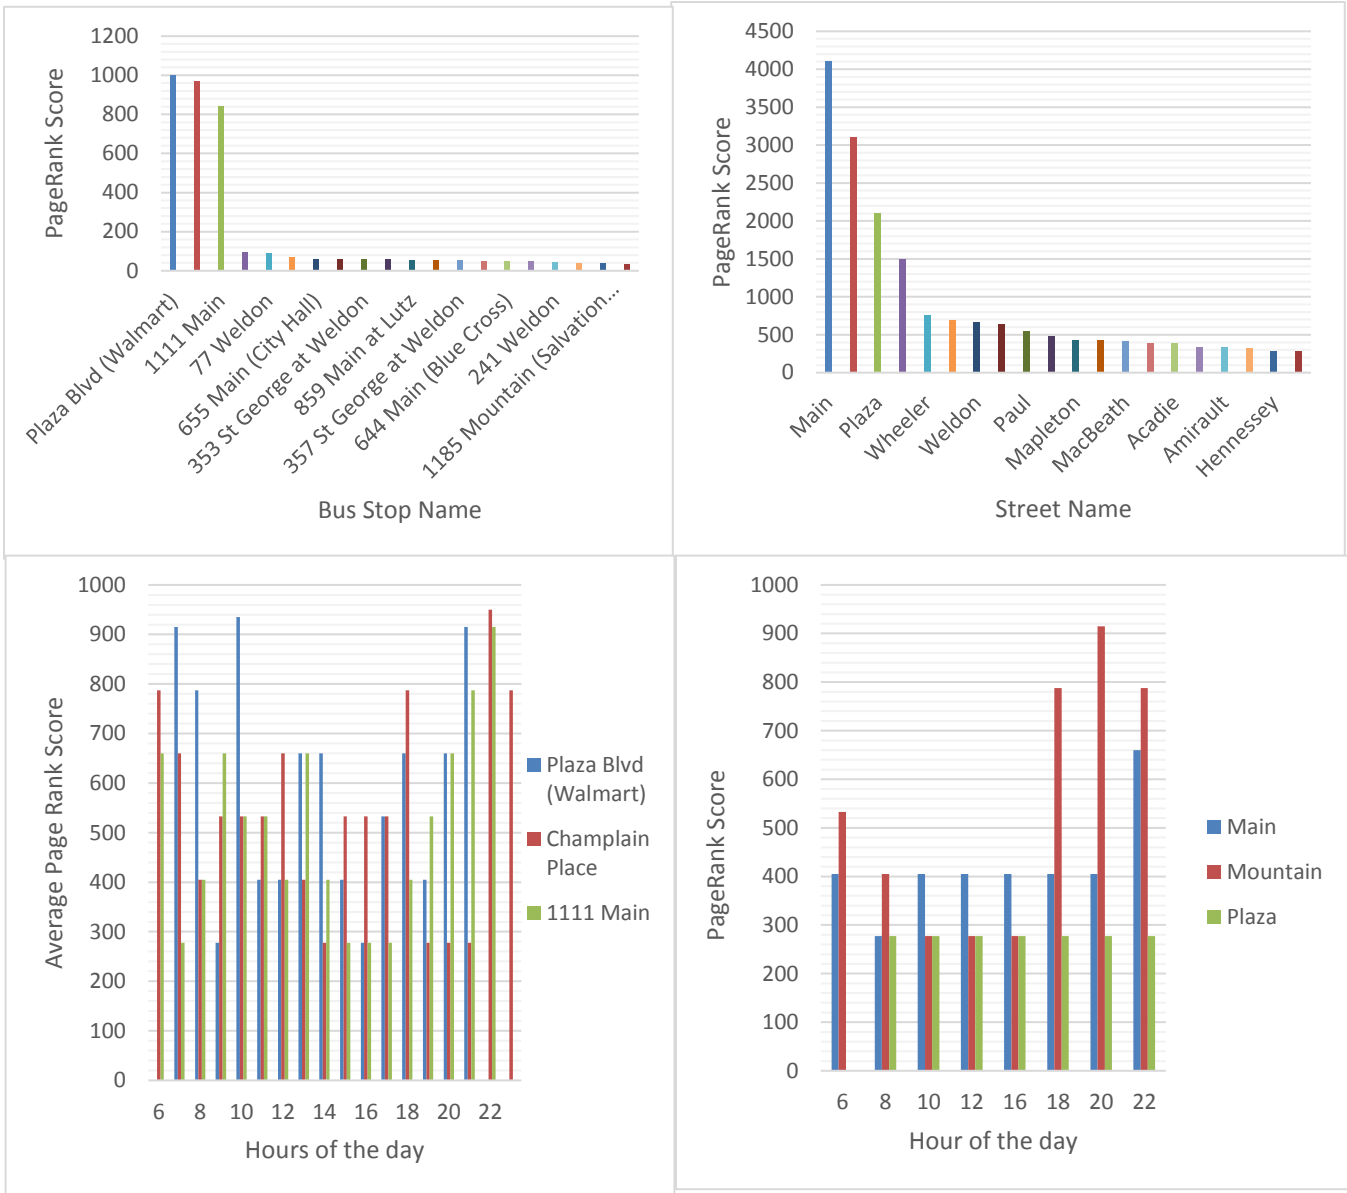 1200
1000
800
600
400
200
0
PageRank Score
Plaza Blvd (Walmart)
1111 Main
77 Weldon
655 Main (City Hall)
353 St George at Weldon
859 Main at Lutz
357 St George at Weldon
644 Main (Blue Cross)
241 Weldon
1185 Mountain (Salvation...
Bus Stop Name
4500
4000
3500
3000
2500
2000
1500
1000
500
0
PageRank Score
Main
Plaza
Wheeler
Weldon
Paul
Mapleton
MacBeath
Acadie
Amirault
Hennessey
Street Name
1000
900
800
700
600
500
400
300
200
100
0
Average Page Rank Score
6 8 10 12 14 16 18 20 22
Hours of the day
Plaza Blvd
(Walmart)
Champlain
Place
1111 Main
1000
900
800
700
600
500
400
300
200
100
0
PageRank Score
6 8 10 12 16 18 20 22
Hour of the day
Main
Mountain
Plaza